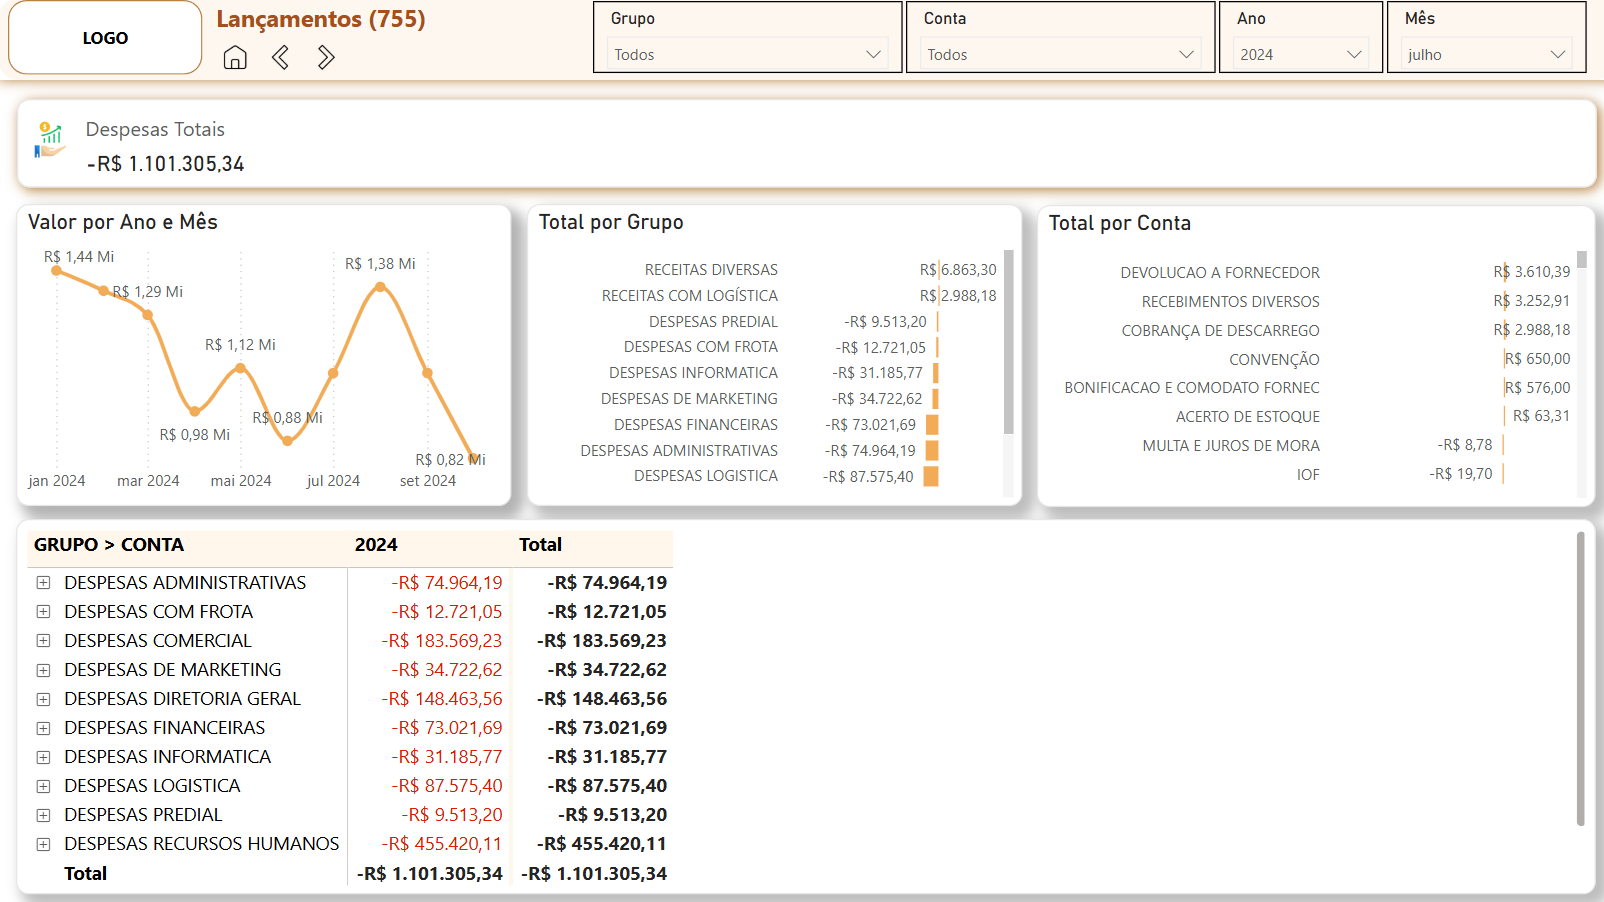 LOGO
Lançamentos (755)
Grupo
Todos
Conta
Todos
Ano
2024
Mês
julho
Despesas Totais
-R$ 1.101.305,34
Valor por Ano e Mês
R$ 1,44 Mi
R$ 1,29 Mi
R$ 0,98 Mi
R$ 1,12 Mi
R$ 0,88 Mi
R$ 1,38 Mi
R$ 0,82 Mi
jan 2024
mar 2024
mai 2024
jul 2024
set 2024
Total por Grupo
RECEITAS DIVERSAS R$ 6.863,30
RECEITAS COM LOGÍSTICA R$ 2.988,18
DESPESAS PREDIAL -R$ 9.513,20
DESPESAS COM FROTA -R$ 12.721,05
DESPESAS INFORMATICA -R$ 31.185,77
DESPESAS DE MARKETING -R$ 34.722,62
DESPESAS FINANCEIRAS -R$ 73.021,69
DESPESAS ADMINISTRATIVAS -R$ 74.964,19
DESPESAS LOGISTICA -R$ 87.575,40
Total por Conta
DEVOLUCAO A FORNECEDOR R$ 3.610,39
RECEBIMENTOS DIVERSOS R$ 3.252,91
COBRANÇA DE DESCARREGO R$ 2.988,18
CONVENÇÃO R$ 650,00
BONIFICACAO E COMODATO FORNEC R$ 576,00
ACERTO DE ESTOQUE R$ 63,31
MULTA E JUROS DE MORA -R$ 8,78
IOF -R$ 19,70
GRUPO > CONTA 2024 Total
DESPESAS ADMINISTRATIVAS -R$ 74.964,19 -R$ 74.964,19
DESPESAS COM FROTA -R$ 12.721,05 -R$ 12.721,05
DESPESAS COMERCIAL -R$ 183.569,23 -R$ 183.569,23
DESPESAS DE MARKETING -R$ 34.722,62 -R$ 34.722,62
DESPESAS DIRETORIA GERAL -R$ 148.463,56 -R$ 148.463,56
DESPESAS FINANCEIRAS -R$ 73.021,69 -R$ 73.021,69
DESPESAS INFORMATICA -R$ 31.185,77 -R$ 31.185,77
DESPESAS LOGISTICA -R$ 87.575,40 -R$ 87.575,40
DESPESAS PREDIAL -R$ 9.513,20 -R$ 9.513,20
DESPESAS RECURSOS HUMANOS -R$ 455.420,11 -R$ 455.420,11
Total -R$ 1.101.305,34 -R$ 1.101.305,34